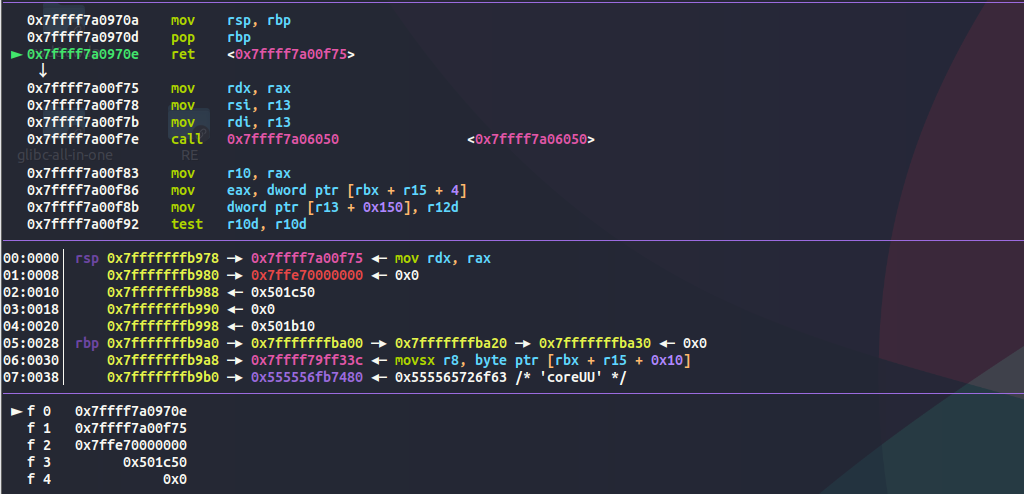 0x7ffff7a0970a mov rsp, rbp
0x7ffff7a0970d pop rbp
► 0x7ffff7a0970e ret <0x7ffff7a00f75>
↓
0x7ffff7a00f75 mov rdx, rax
0x7ffff7a00f78 mov rsi, r13
0x7ffff7a00f7b mov rdi, r13
0x7ffff7a00f7e call 0x7ffff7a06050 <0x7ffff7a06050>
glibc-all-in-one RE
0x7ffff7a00f83 mov r10, rax
0x7ffff7a00f86 mov eax, dword ptr [rbx + r15 + 4]
0x7ffff7a00f8b mov dword ptr [r13 + 0x150], r12d
0x7ffff7a00f92 test r10d, r10d
00:0000│ rsp 0x7fffffffb978 —► 0x7ffff7a00f75 ◄— mov rdx, rax
01:0008│ 0x7fffffffb980 —► 0x7ffe70000000 ◄— 0x0
02:0010│ 0x7fffffffb988 ◄— 0x501c50
03:0018│ 0x7fffffffb990 ◄— 0x0
04:0020│ 0x7fffffffb998 ◄— 0x501b10
05:0028│ rbp 0x7fffffffb9a0 —► 0x7fffffffba00 —► 0x7fffffffba20 —► 0x7fffffffba30 ◄— 0x0
06:0030│ 0x7fffffffb9a8 —► 0x7ffff79ff33c ◄— movsx r8, byte ptr [rbx + r15 + 0x10]
07:0038│ 0x7fffffffb9b0 —► 0x555556fb7480 ◄— 0x555565726f63 /* 'coreUU' */
► f 0 0x7ffff7a0970e
f 1 0x7ffff7a00f75
f 2 0x7ffe70000000
f 3 0x501c50
f 4 0x0